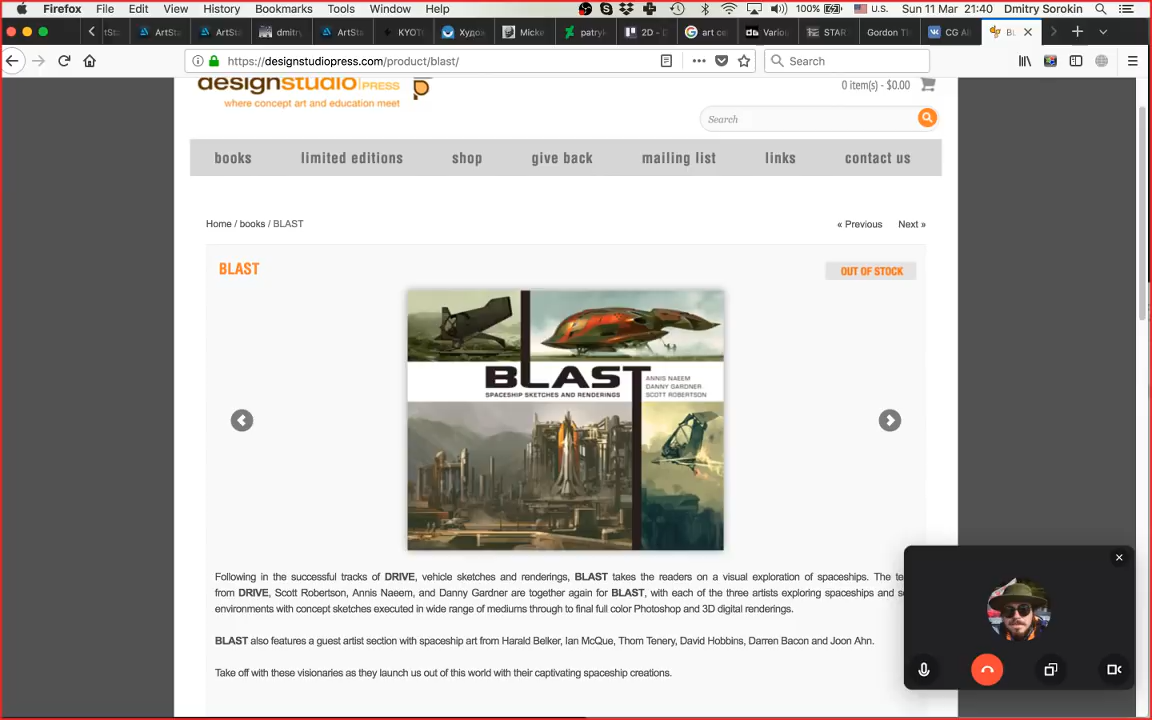 Firefox File Edit View History Bookmarks Tools Window Help 100% U.S. Sun 11 Mar 21:40 Dmitry Sorokin
ArtSta ArtSta dmitry ArtSta KYOT Худож Micke patryk 2D - D art ce Variou STAR Gordon T CG Al
https://designstudiopress.com/product/blast/ Search
designstudio PRESS
where concept art and education meet
0 item(s) - $0.00
Search
books limited editions shop give back mailing list links contact us
Home / books / BLAST « Previous Next »
BLAST OUT OF STOCK
BLAST
SPACESHIP SKETCHES AND RENDERINGS
ANNIS NAEEM
DANNY GARDNER
SCOTT ROBERTSON
Following in the successful tracks of DRIVE, vehicle sketches and renderings, BLAST takes the readers on a visual exploration of spaceships. The te
from DRIVE, Scott Robertson, Annis Naeem, and Danny Gardner are together again for BLAST, with each of the three artists exploring spaceships and s
environments with concept sketches executed in wide range of mediums through to final full color Photoshop and 3D digital renderings.
BLAST also features a guest artist section with spaceship art from Harald Belker, Ian McQue, Thom Tenery, David Hobbins, Darren Bacon and Joon Ahn.
Take off with these visionaries as they launch us out of this world with their captivating spaceship creations.